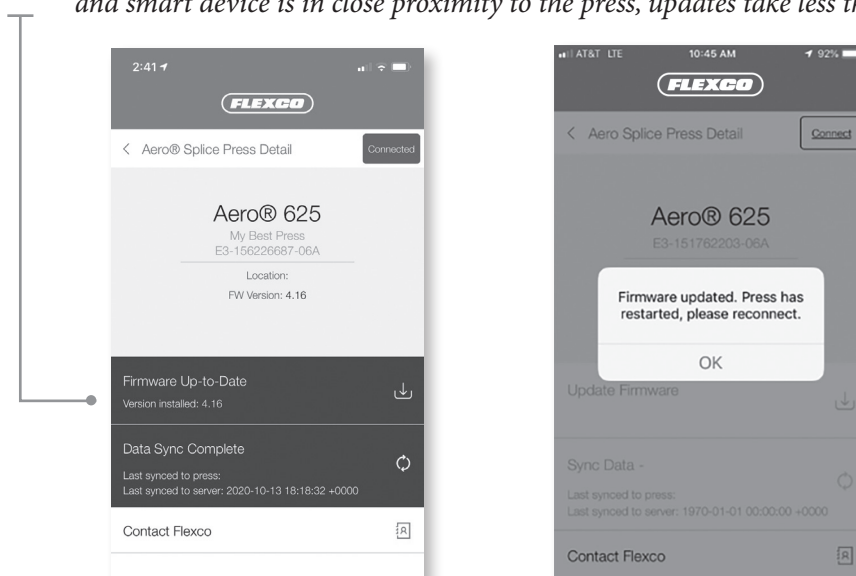 and smart device is in close proximity to the press, updates take less
2:41
FLEXCO
Aero® Splice Press Detail
Connected
Aero® 625
My Best Press
E3-156226687-06A
Location:
FW Version: 4.16
Firmware Up-to-Date
Version installed: 4.16
Data Sync Complete
Last synced to press:
Last synced to server: 2020-10-13 18:18:32 +0000
Contact Flexco
AT&T LTE
10:45 AM
92%
FLEXCO
Aero Splice Press Detail
Connect
Aero® 625
E3-151762203-06A
Firmware updated. Press has
restarted, please reconnect.
OK
Update Firmware
Sync Data -
Last synced to press:
Last synced to server: 1970-01-01 00:00:00 +0000
Contact Flexco